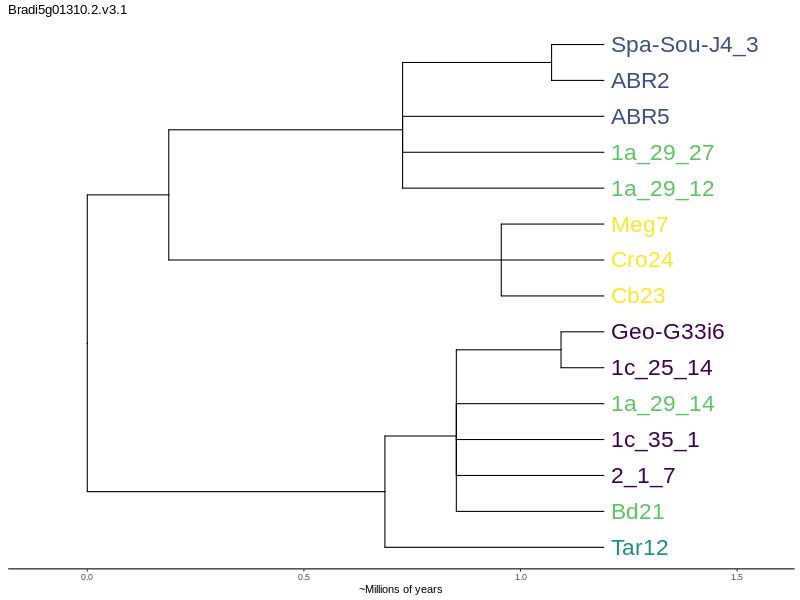 Bradi5g01310.2.v3.1
Spa-Sou-J4_3
ABR2
ABR5
1a_29_27
1a_29_12
Meg7
Cro24
Cb23
Geo-G33i6
1c_25_14
1a_29_14
1c_35_1
2_1_7
Bd21
Tar12
0.0 0.5 1.0 1.5
~Millions of years